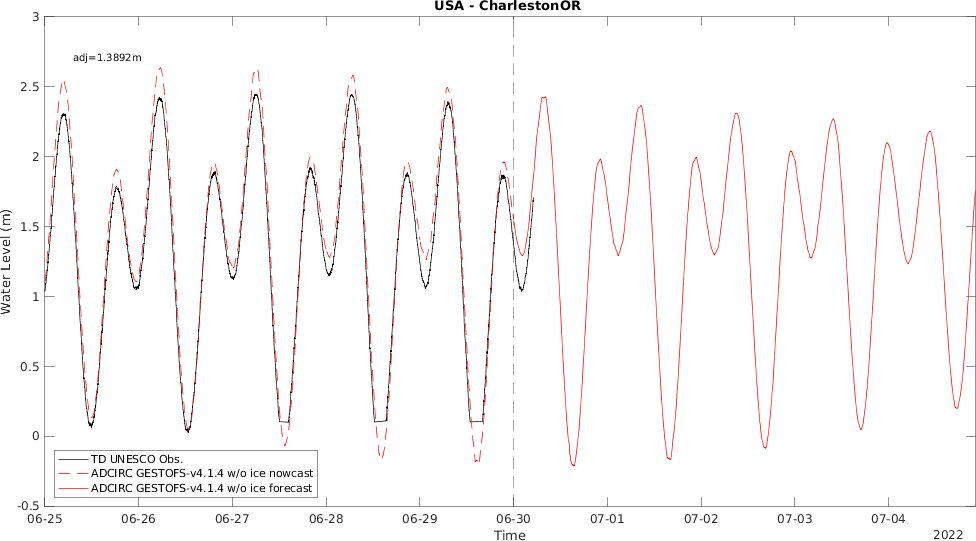 USA - CharlestonOR
3
adj=1.3892m
2.5
2
1.5
1
0.5
0
-0.5
Water Level (m)
TD UNESCO Obs.
ADCIRC GESTOFS-v4.1.4 w/o ice nowcast
ADCIRC GESTOFS-v4.1.4 w/o ice forecast
06-25 06-26 06-27 06-28 06-29 06-30 07-01 07-02 07-03 07-04
Time
2022